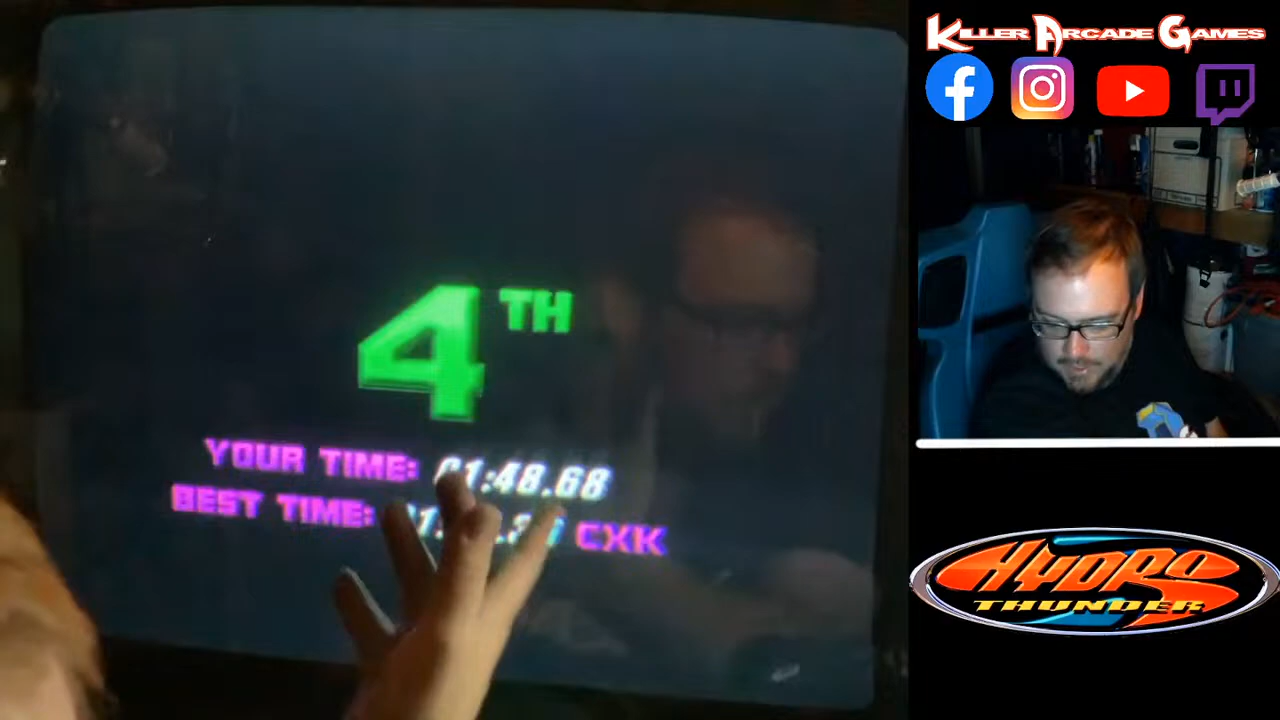 KILLER ARCADE GAMES
4TH
YOUR TIME: 01:48.68
BEST TIME: CXK
HYDRO
THUNDER